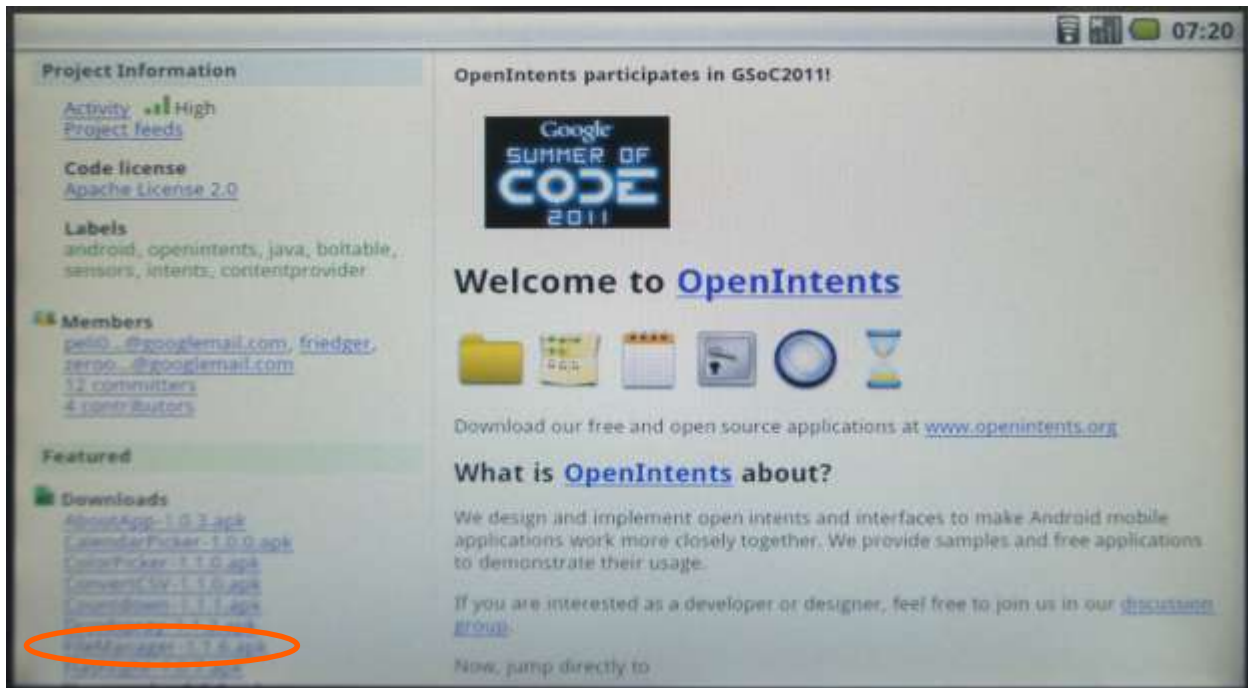 07:20
Project Information
Activity High
Project feeds
Code license
Apache License 2.0
Labels
android, openintents, java, boltable,
sensors, intents, contentprovider
Members
peli0...@googlemail.com, friedger,
zeroo...@googlemail.com
12 committers
4 contributors
Featured
Downloads
AboutApp-1.0.3.apk
CalendarPicker-1.0.0.apk
ColorPicker-1.1.0.apk
ConvertCSV-1.1.0.apk
Countdown-1.1.1.apk
FileManager-1.1.6.apk
OpenIntents participates in GSoC2011!
Google
SUMMER OF
CODE
2011
Welcome to OpenIntents
Download our free and open source applications at www.openintents.org
What is OpenIntents about?
We design and implement open intents and interfaces to make Android mobile
applications work more closely together. We provide samples and free applications
to demonstrate their usage.
If you are interested as a developer or designer, feel free to join us in our discussion
group.
Now, jump directly to